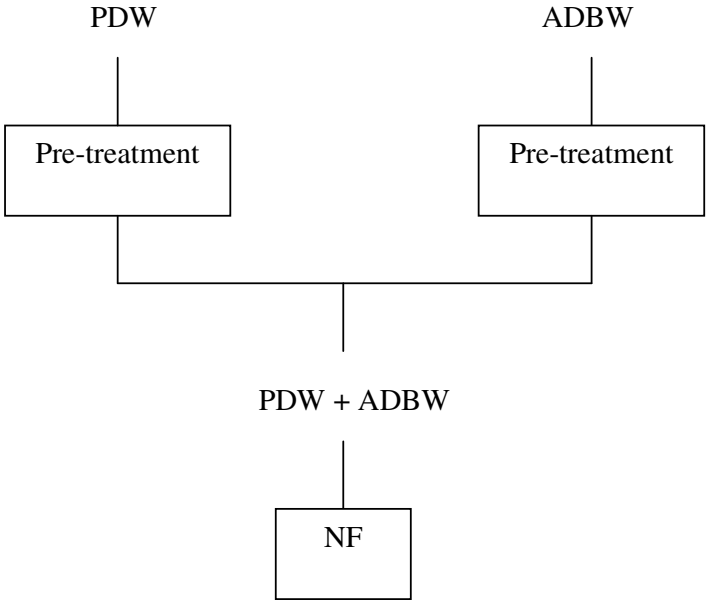 PDW
ADBW
Pre-treatment
Pre-treatment
PDW + ADBW
NF